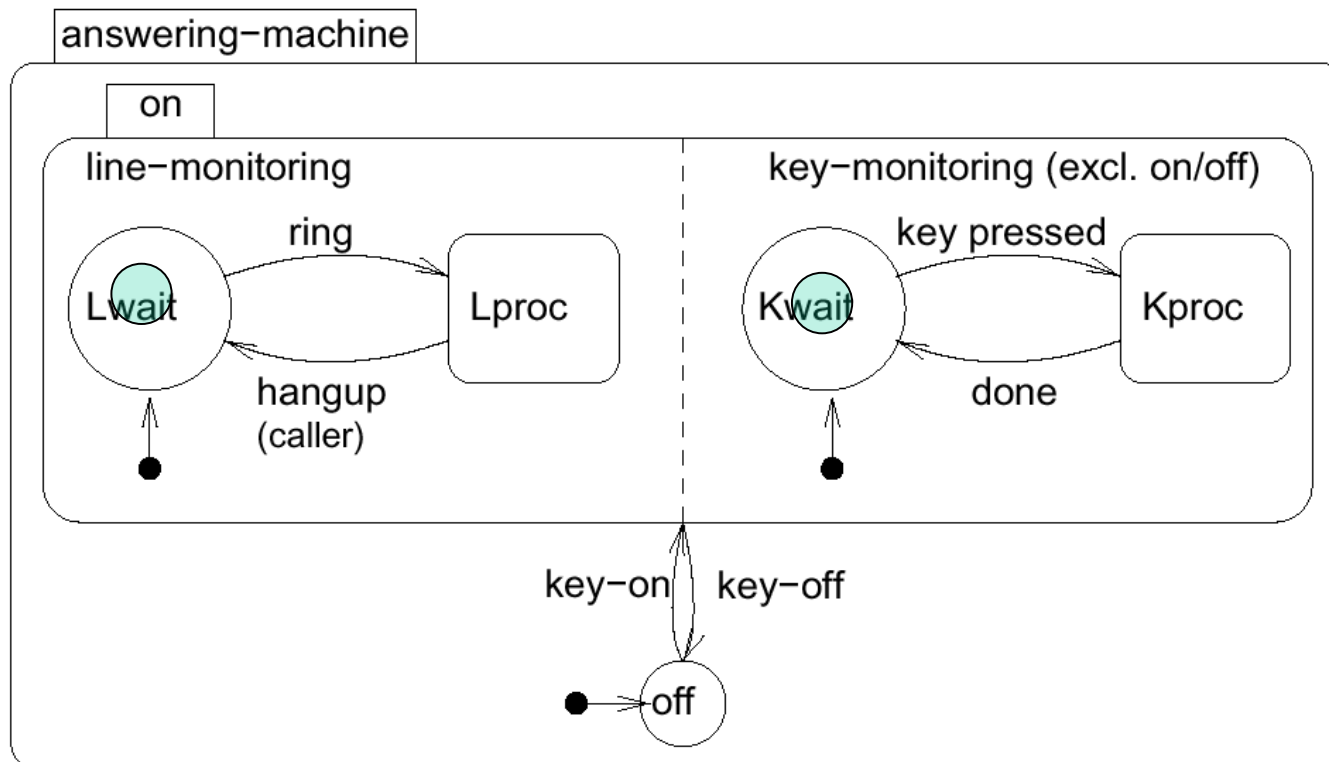 answering−machine
on
line−monitoring
key−monitoring (excl. on/off)
ring
key pressed
Lwait
Lproc
Kwait
Kproc
hangup
(caller)
done
key−on
key−off
off